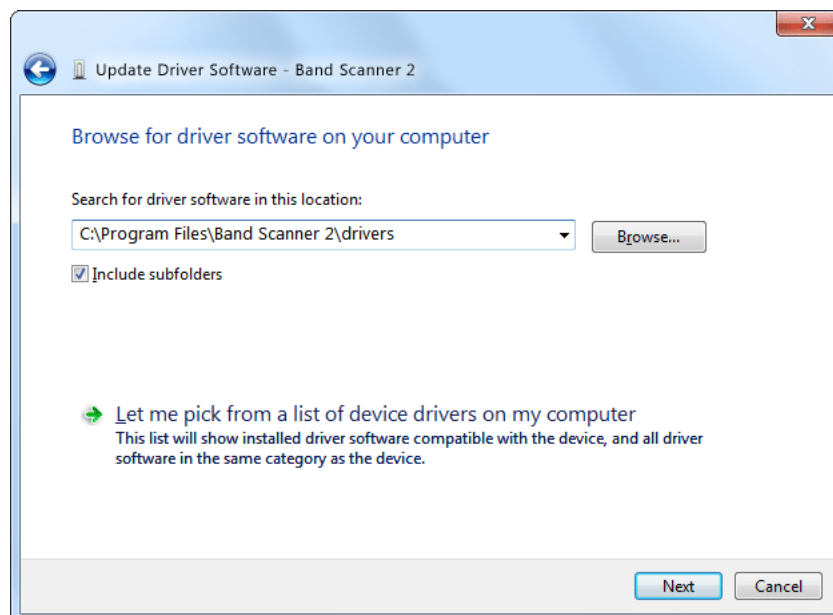 Update Driver Software - Band Scanner 2
Browse for driver software on your computer
Search for driver software in this location:
C:\Program Files\Band Scanner 2\drivers
Browse...
Include subfolders
Let me pick from a list of device drivers on my computer
This list will show installed driver software compatible with the device, and all driver
software in the same category as the device.
Next
Cancel